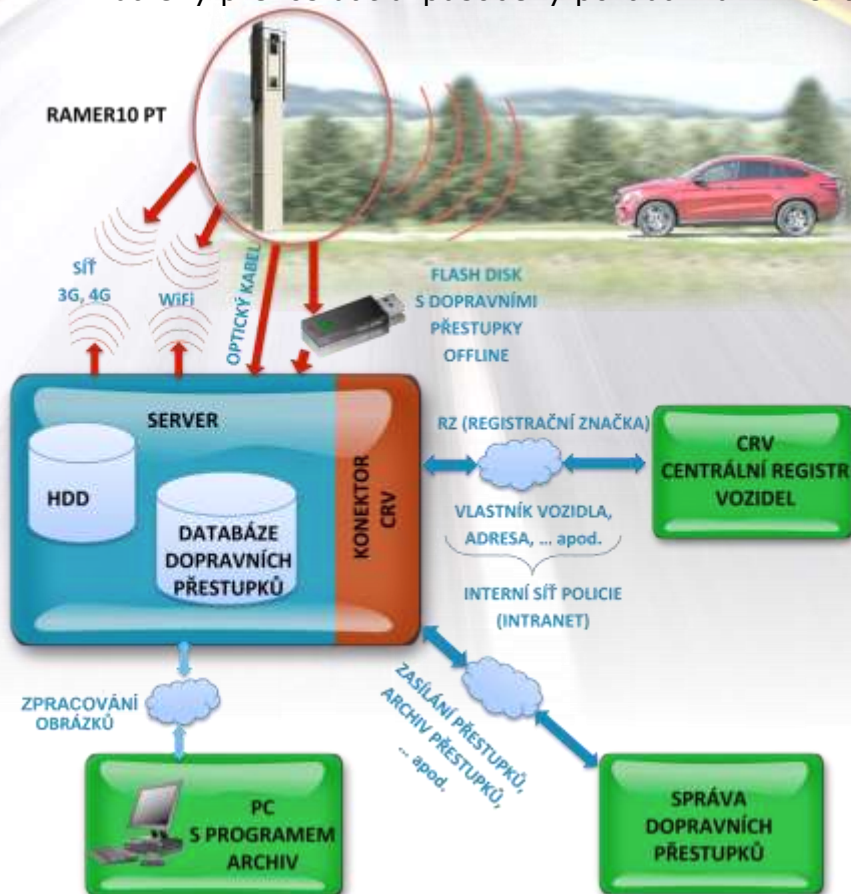 RAMER10 PT
SÍŤ
3G, 4G
WiFi
OPTICKÝ KABEL
FLASH DISK
S DOPRAVNÍMI
PŘESTUPKY
OFFLINE
SERVER
HDD
DATABÁZE
DOPRAVNÍCH
PŘESTUPKŮ
KONEKTOR
CRV
RZ (REGISTRAČNÍ ZNAČKA)
VLASTNÍK VOZIDLA,
ADRESA, ... apod.
INTERNÍ SÍŤ POLICIE
(INTRANET)
CRV
CENTRÁLNÍ REGISTR
VOZIDEL
ZPRACOVÁNÍ
OBRÁZKŮ
ZASÍLÁNÍ PŘESTUPKŮ,
ARCHIV PŘESTUPKŮ,
... apod.
PC
S PROGRAMEM
ARCHIV
SPRÁVA
DOPRAVNÍCH
PŘESTUPKŮ